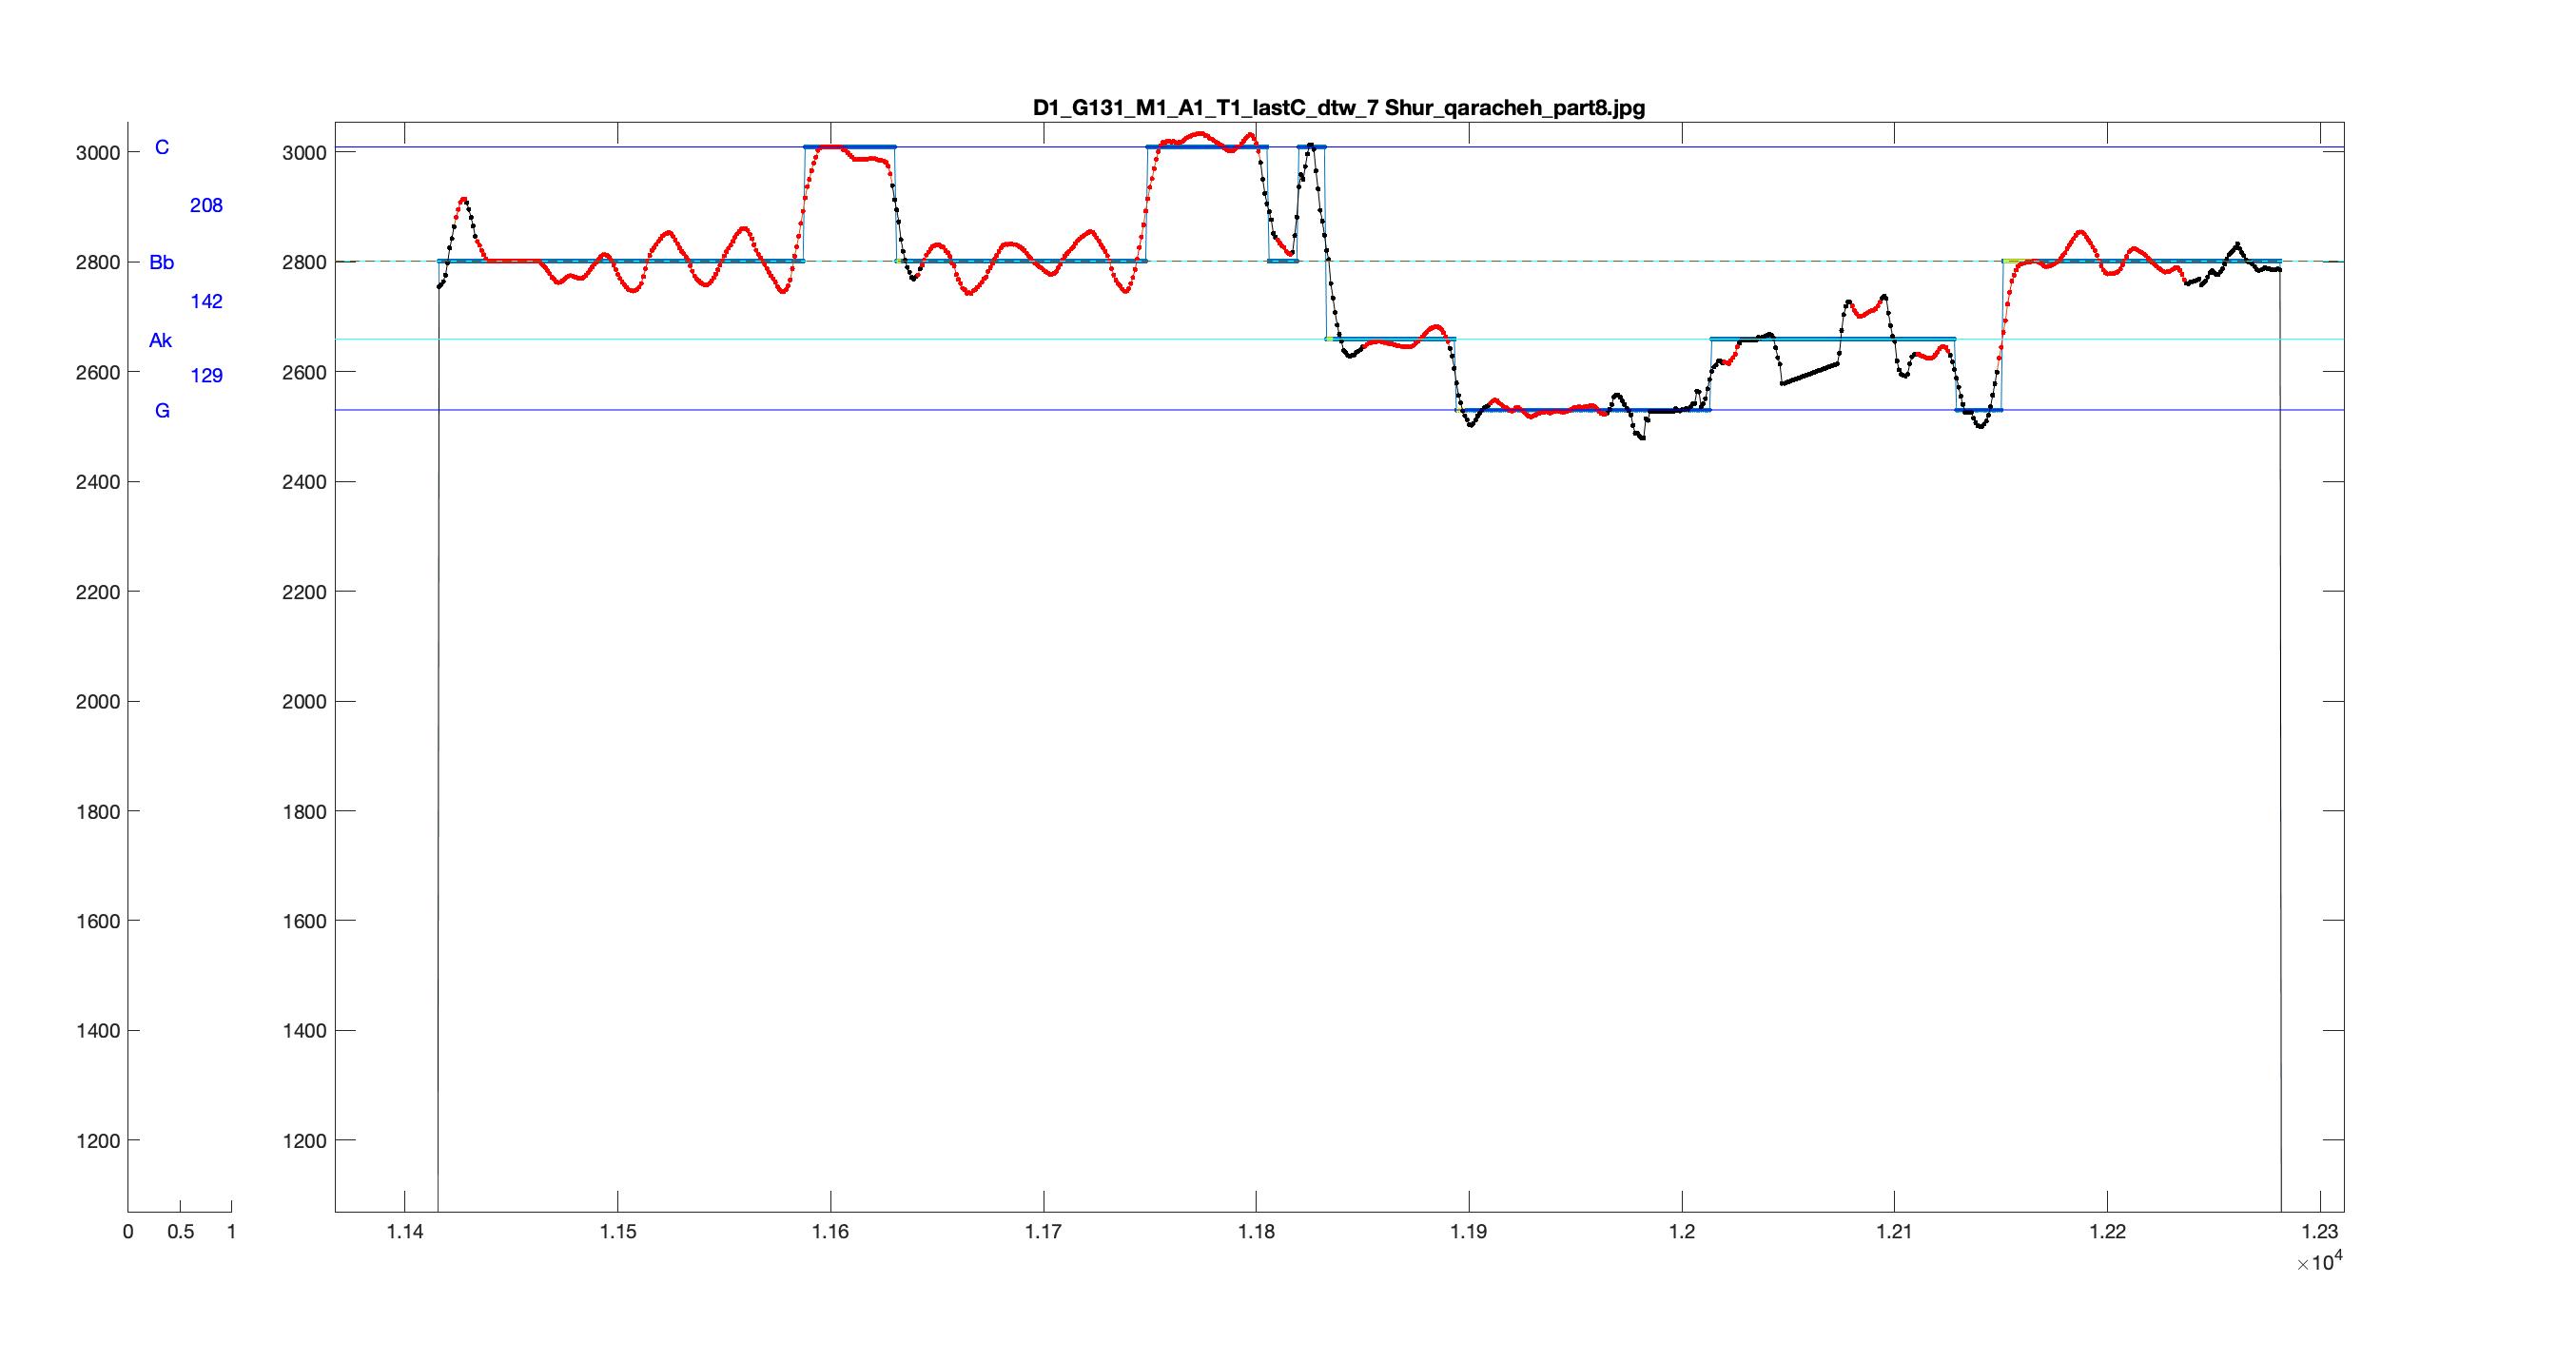 D1_G131_M1_A1_T1_lastC_dtw_7 Shur_qaracheh_part8.jpg
3000 C 3000
208
2800 Bb 2800
142
Ak
2600 129 2600
G
2400 2400
2200 2200
2000 2000
1800 1800
1600 1600
1400 1400
1200 1200
0 0.5 1 1.14 1.15 1.16 1.17 1.18 1.19 1.2 1.21 1.22 1.23
×10⁴